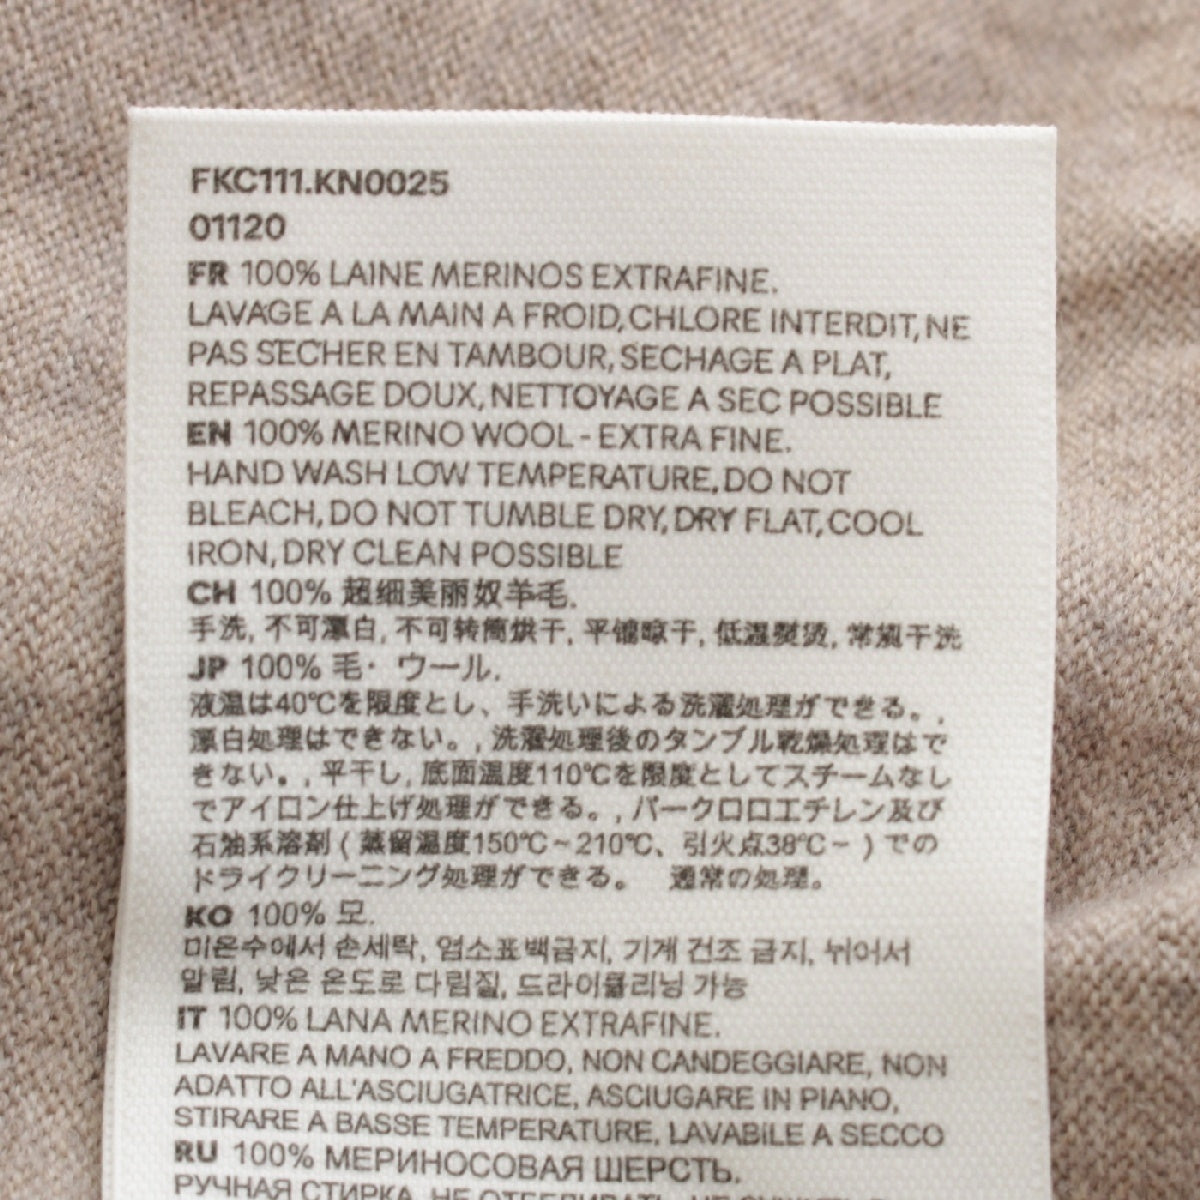 FKC111.KN0025
01120
FR 100% LAINE MERINOS EXTRAFINE.
LAVAGE A LA MAIN A FROID,CHLORE INTERDIT,NE
PAS SECHER EN TAMBOUR,SECHAGE A PLAT,
REPASSAGE DOUX,NETTOYAGE A SEC POSSIBLE
EN 100% MERINO WOOL - EXTRA FINE.
HAND WASH LOW TEMPERATURE,DO NOT
BLEACH,DO NOT TUMBLE DRY,DRY FLAT,COOL
IRON,DRY CLEAN POSSIBLE
CH 100% 超细美丽奴羊毛.
手洗, 不可漂白, 不可转筒烘干, 平铺晾干, 低温熨烫, 常规干洗
JP 100% 毛・ウール.
液温は40℃を限度とし、手洗いによる洗濯処理ができる。,
漂白処理はできない。, 洗濯処理後のタンブル乾燥処理はで
きない。, 平干し, 底面温度110℃を限度としてスチームなし
でアイロン仕上げ処理ができる。, パークロロエチレン及び
石油系溶剤 ( 蒸留温度150℃~210℃、引火点38℃~ ) での
ドライクリーニング処理ができる。 通常の処理。
KO 100% 모.
미온수에서 손세탁, 염소표백금지, 기계 건조 금지, 뉘어서
말림, 낮은 온도로 다림질, 드라이클리닝 가능
IT 100% LANA MERINO EXTRAFINE.
LAVARE A MANO A FREDDO, NON CANDEGGIARE, NON
ADATTO ALL'ASCIUGATRICE, ASCIUGARE IN PIANO,
STIRARE A BASSE TEMPERATURE, LAVABILE A SECCO
RU 100% МЕРИНОСОВАЯ ШЕРСТЬ.
РУЧНАЯ СТИРКА, НЕ ОТБЕЛИВАТЬ, НЕ